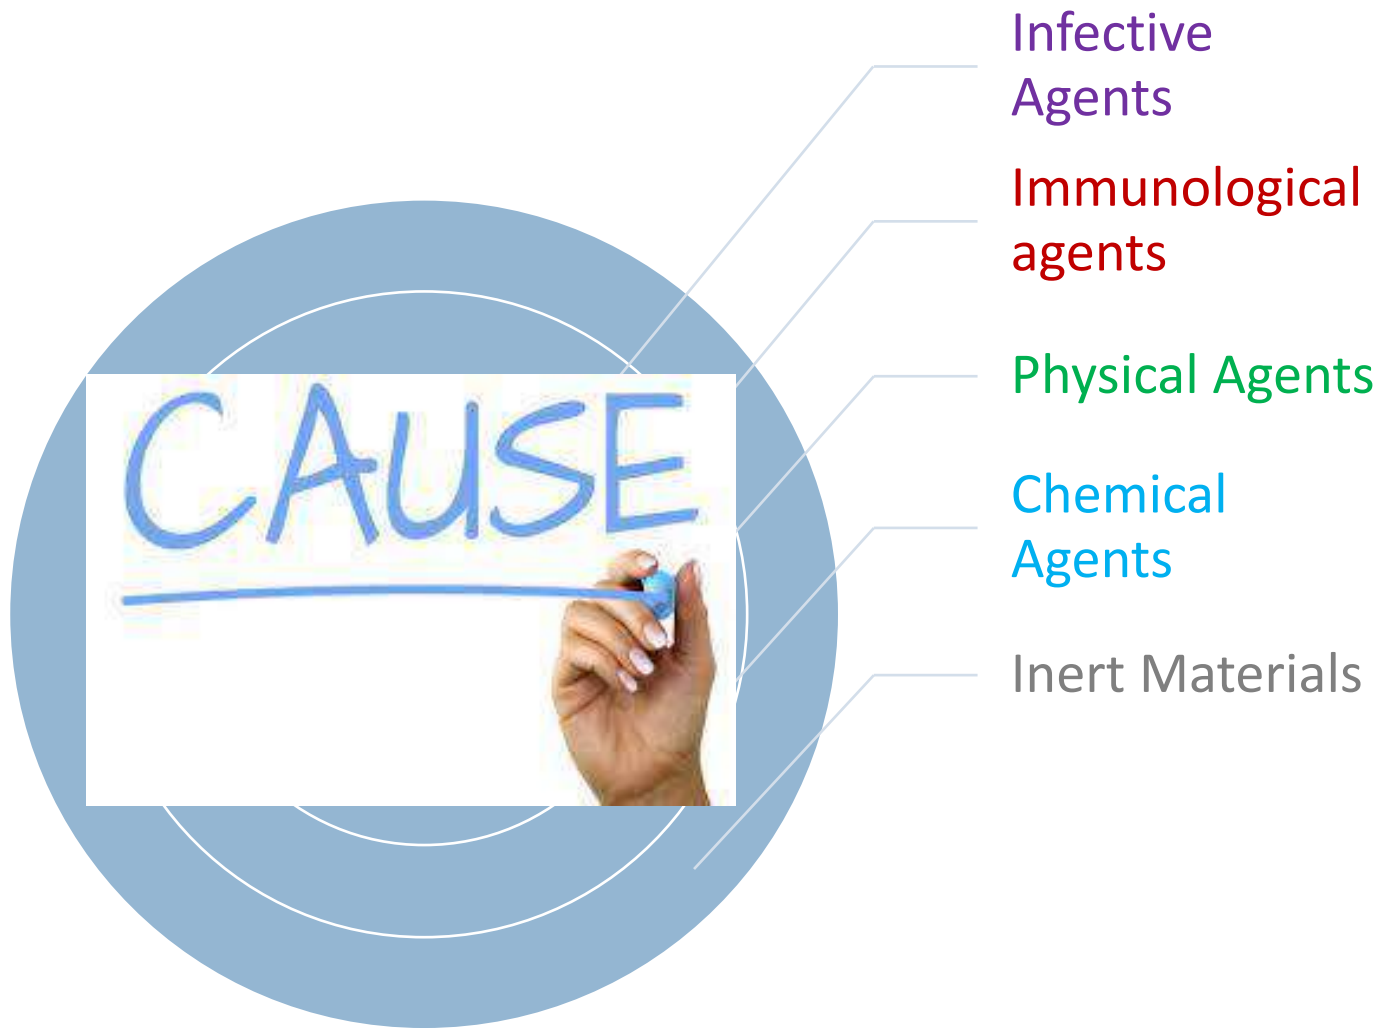 Infective
Agents
Immunological
agents
Physical Agents
CAUSE
Chemical
Agents
Inert Materials